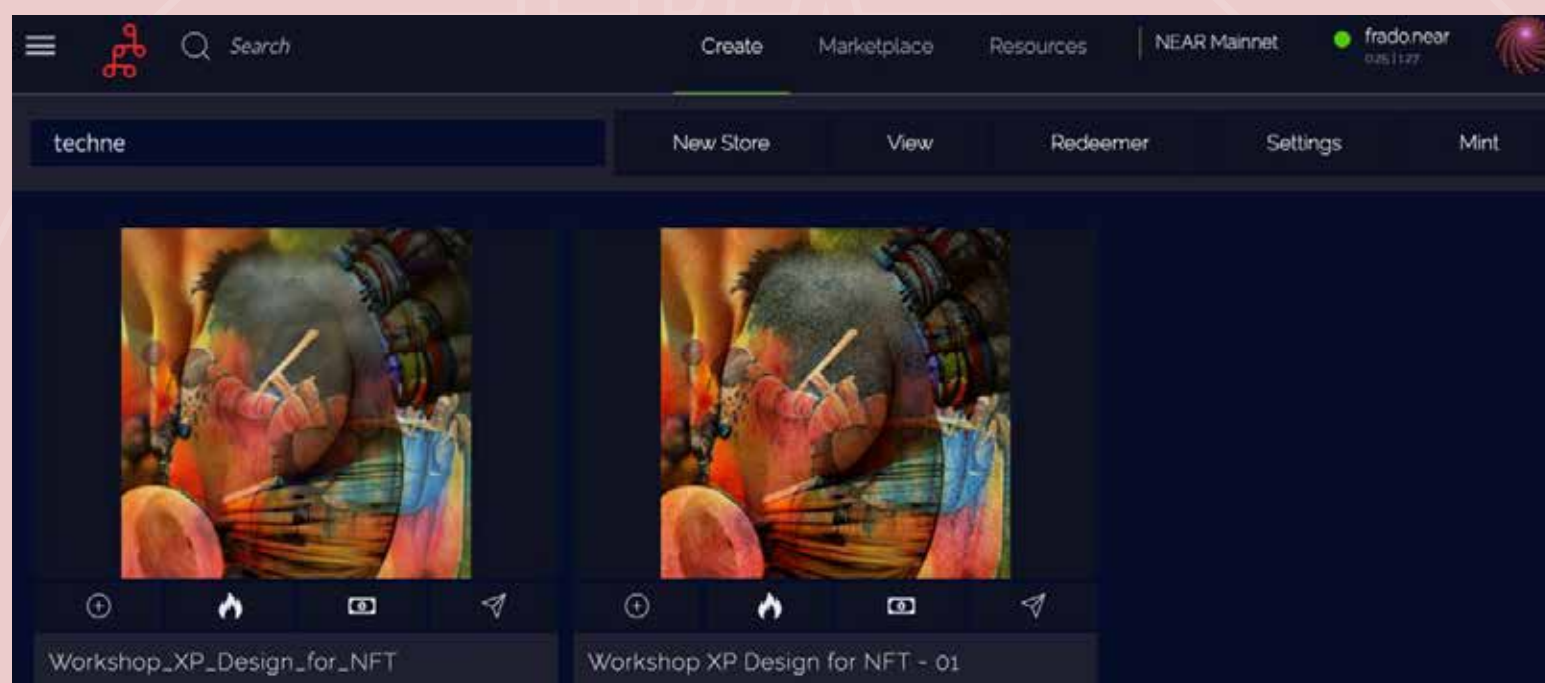 Search Create Marketplace Resources NEAR Mainnet frado.near
techne New Store View Redeemer Settings Mint
Workshop_XP_Design_for_NFT Workshop XP Design for NFT - 01